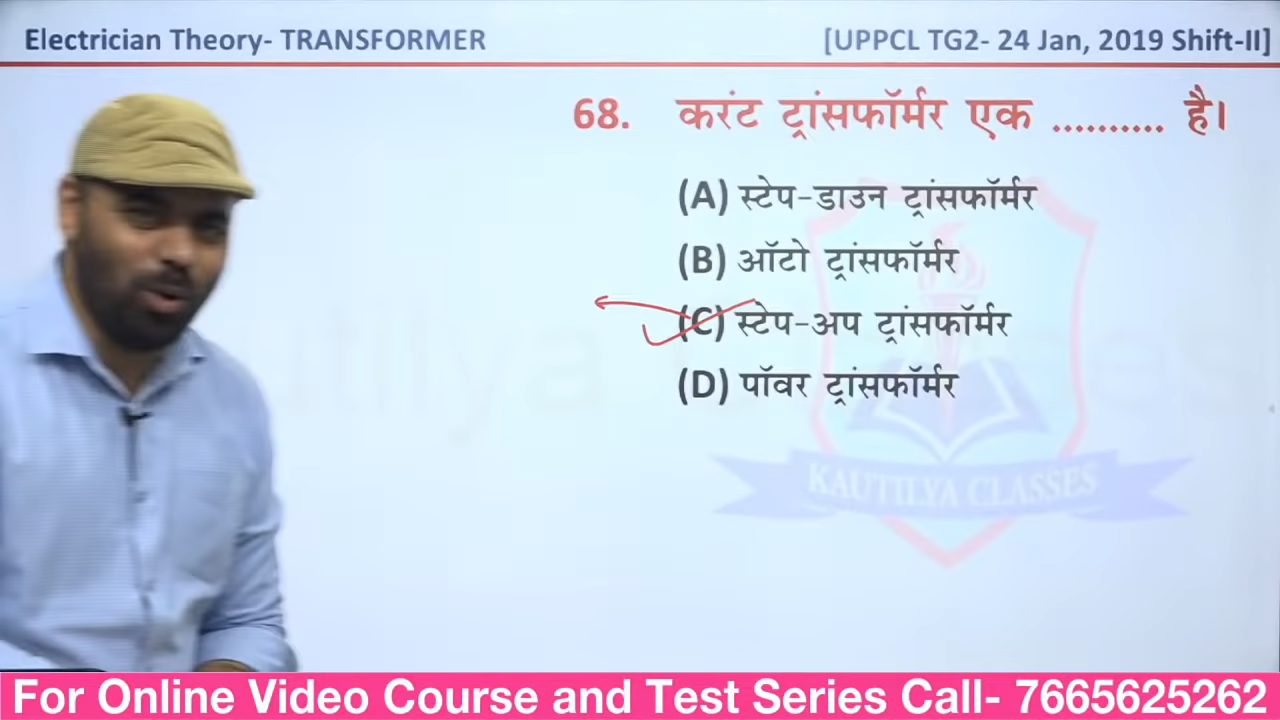 Electrician Theory- TRANSFORMER
[UPPCL TG2- 24 Jan, 2019 Shift-II]
68. करंट ट्रांसफॉर्मर एक .......... है।
(A) स्टेप-डाउन ट्रांसफॉर्मर
(B) ऑटो ट्रांसफॉर्मर
(C) स्टेप-अप ट्रांसफॉर्मर
(D) पॉवर ट्रांसफॉर्मर
KAUTILYA CLASSES
For Online Video Course and Test Series Call- 7665625262